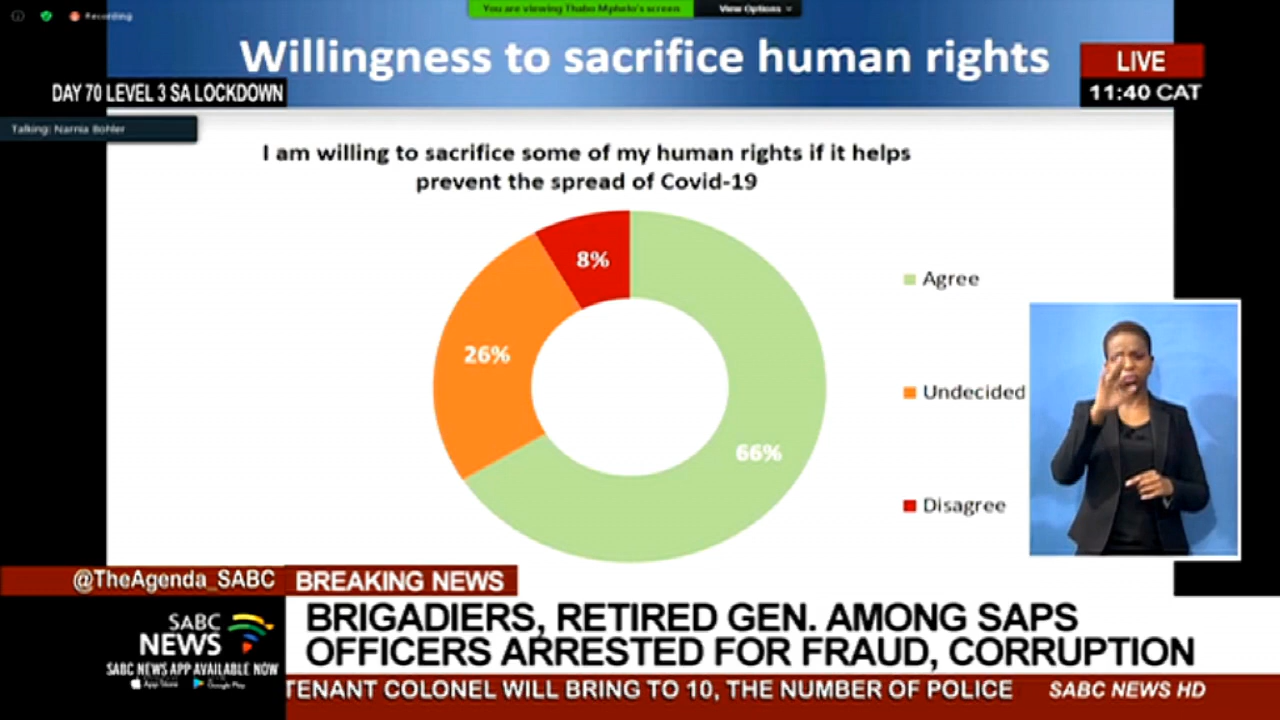 Recording
You are viewing Thabo Mphalo's screen
View Options
Willingness to sacrifice human rights
LIVE
DAY 70 LEVEL 3 SA LOCKDOWN
11:40 CAT
Talking: Narnia Bohler
I am willing to sacrifice some of my human rights if it helps
prevent the spread of Covid-19
8%
Agree
26%
Undecided
66%
Disagree
@TheAgenda_SABC
BREAKING NEWS
SABC
NEWS
BRIGADIERS, RETIRED GEN. AMONG SAPS
OFFICERS ARRESTED FOR FRAUD, CORRUPTION
SABC NEWS APP AVAILABLE NOW
App Store
Google Play
TENANT COLONEL WILL BRING TO 10, THE NUMBER OF POLICE
SABC NEWS HD